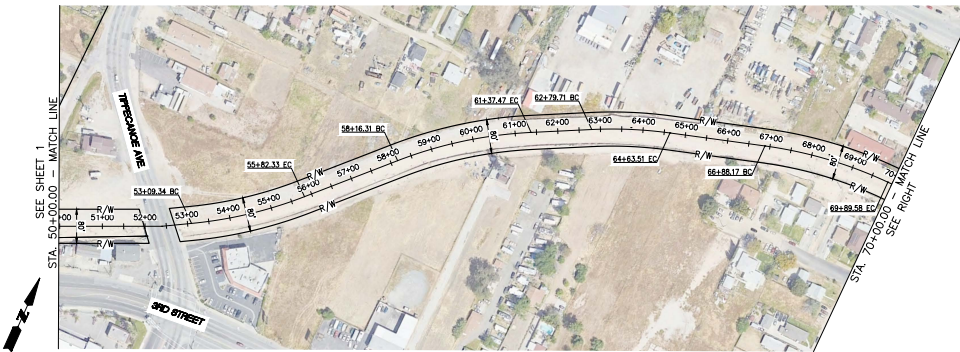 SEE SHEET 1
STA. 50+00.00 – MATCH LINE
TIPPECANOE AVE.
3RD STREET
N
00
51+00
52+00
53+00
54+00
55+00
56+00
57+00
58+00
59+00
60+00
61+00
62+00
63+00
64+00
65+00
66+00
67+00
68+00
69+00
70
53+09.34 BC
55+82.33 EC
58+16.31 BC
61+37.47 EC
62+79.71 BC
64+63.51 EC
66+88.17 BC
69+89.58 EC
R/W
R/W
R/W
R/W
R/W
R/W
R/W
R/W
R/W
80'
80'
80'
80'
STA. 70+00.00 – MATCH LINE
SEE RIGHT